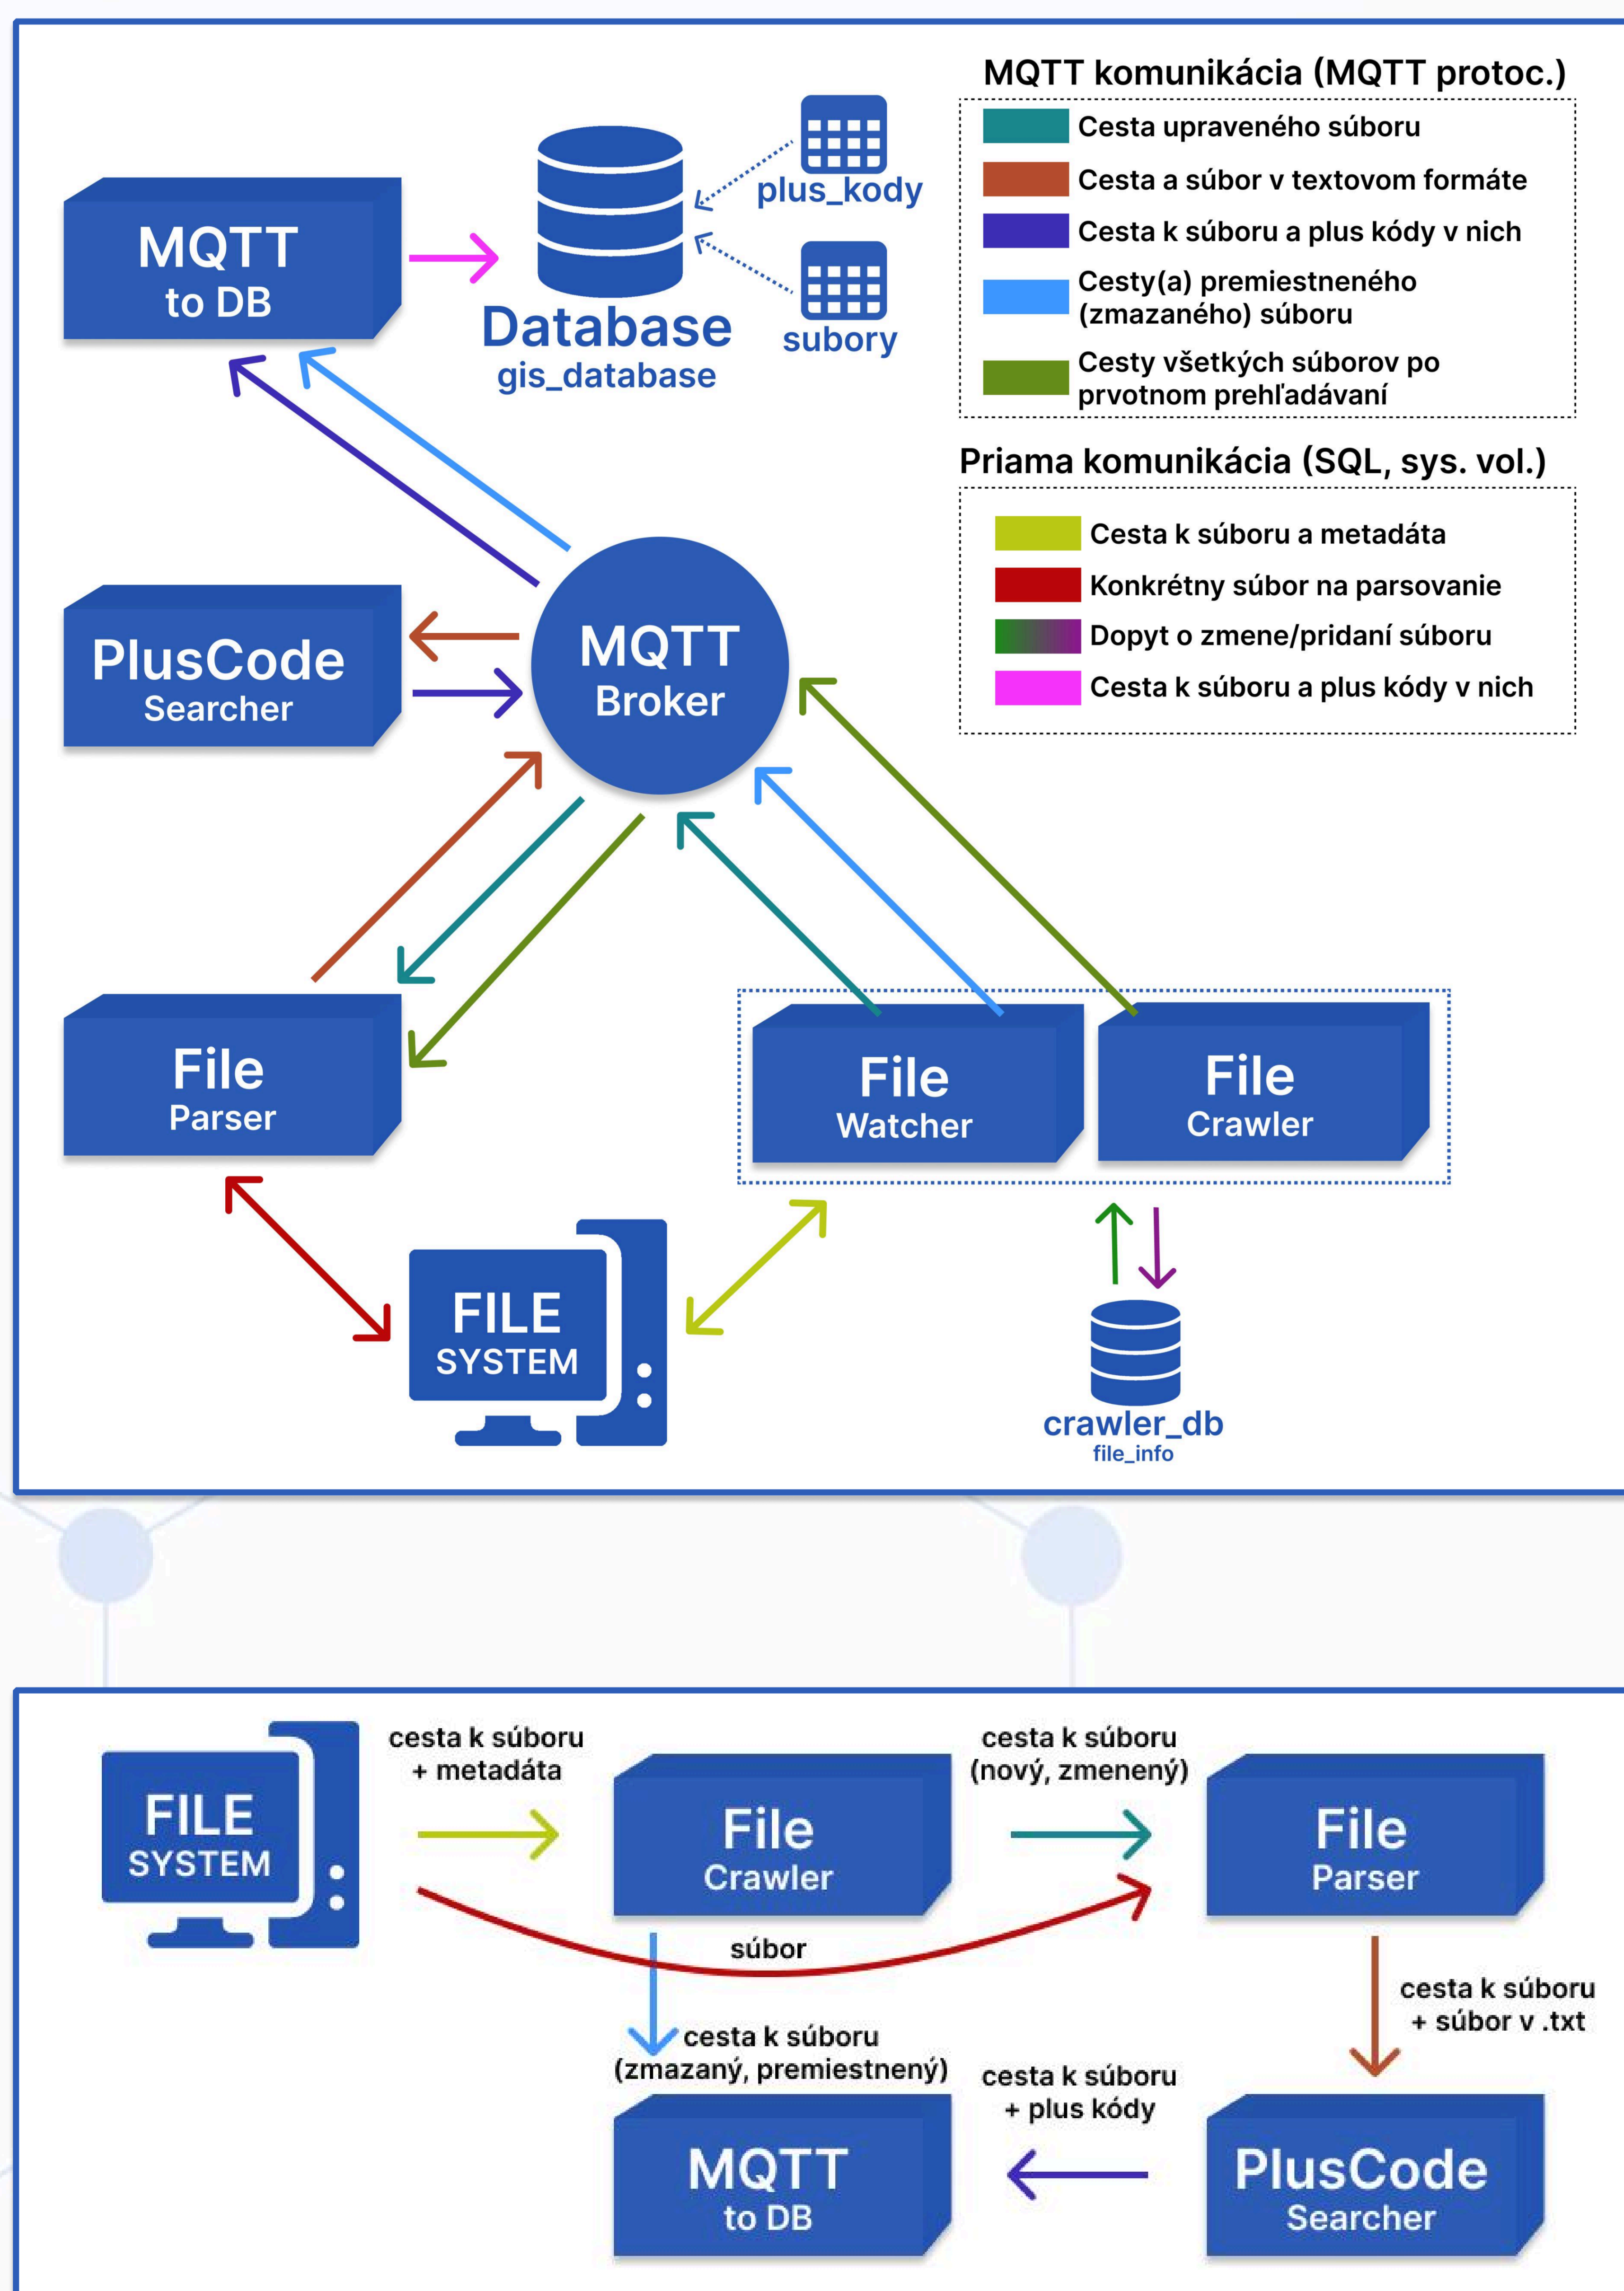 MQTT komunikácia (MQTT protoc.)
Cesta upraveného súboru
Cesta a súbor v textovom formáte
Cesta k súboru a plus kódy v nich
Cesty(a) premiestneného
(zmazaného) súboru
Cesty všetkých súborov po
prvotnom prehľadávaní
Priama komunikácia (SQL, sys. vol.)
Cesta k súboru a metadáta
Konkrétny súbor na parsovanie
Dopyt o zmene/pridaní súboru
Cesta k súboru a plus kódy v nich
MQTT
to DB
Database
gis_database
plus_kody
subory
PlusCode
Searcher
MQTT
Broker
File
Parser
File
Watcher
File
Crawler
FILE
SYSTEM
crawler_db
file_info
FILE
SYSTEM
cesta k súboru
+ metadáta
File
Crawler
cesta k súboru
(nový, zmenený)
File
Parser
súbor
cesta k súboru
(zmazaný, premiestnený)
cesta k súboru
+ súbor v .txt
MQTT
to DB
cesta k súboru
+ plus kódy
PlusCode
Searcher